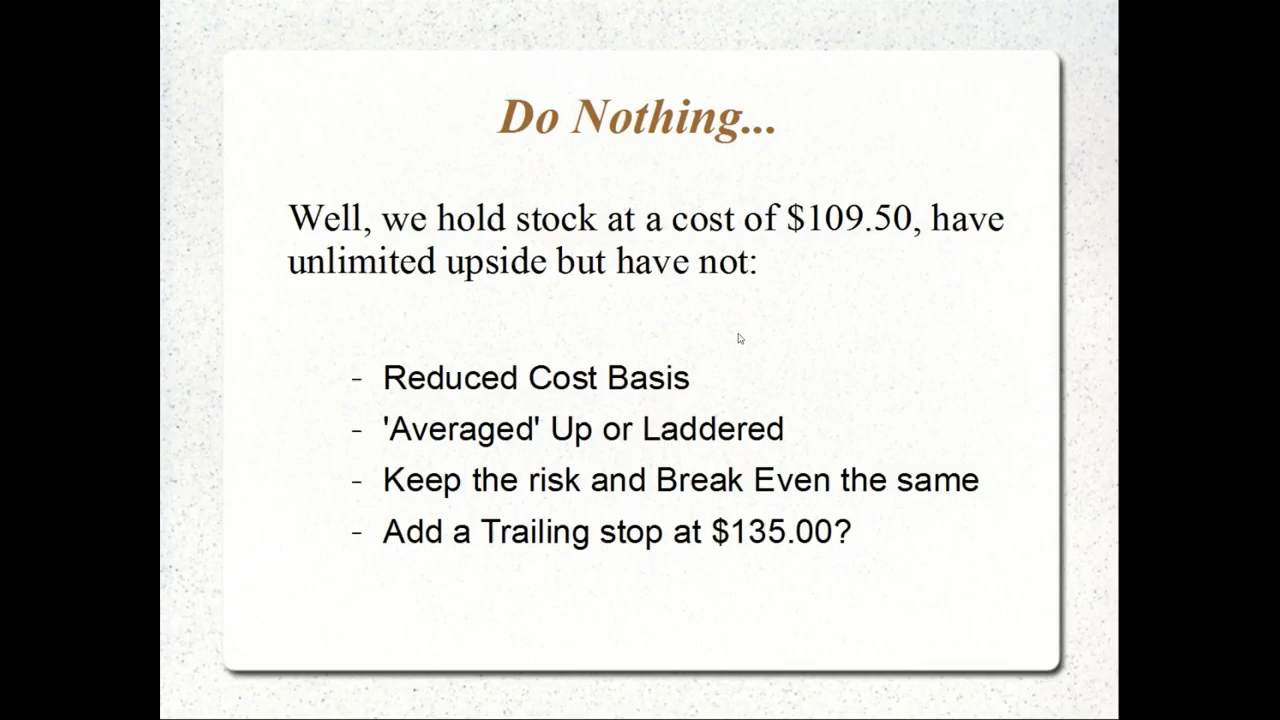 Do Nothing...
Well, we hold stock at a cost of $109.50, have
unlimited upside but have not:
- Reduced Cost Basis
- 'Averaged' Up or Laddered
- Keep the risk and Break Even the same
- Add a Trailing stop at $135.00?